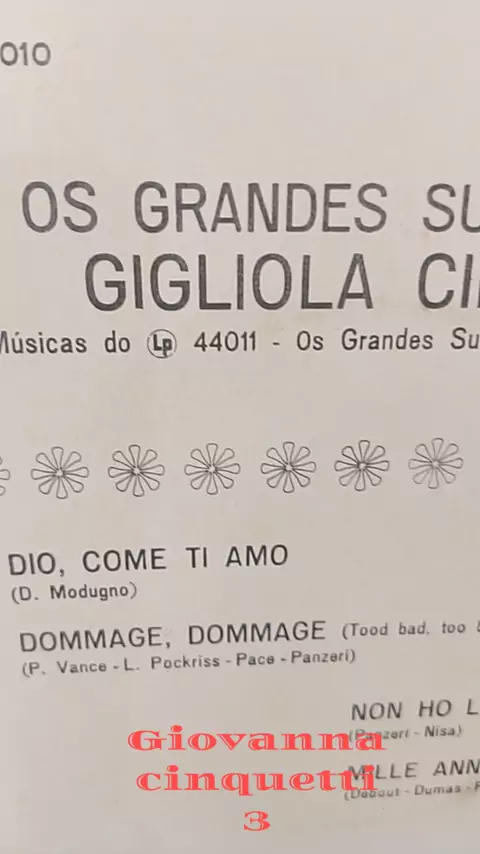 010
OS GRANDES SU
GIGLIOLA CI
Músicas do Lp 44011 - Os Grandes Su
DIO, COME TI AMO
(D. Modugno)
DOMMAGE, DOMMAGE (Tood bad, too
(P. Vance - L. Pockriss - Pace - Panzeri)
NON HO L
(Panzeri - Nisa)
MILLE ANN
(Debout - Dumas -
Giovanna
cinquetti
3